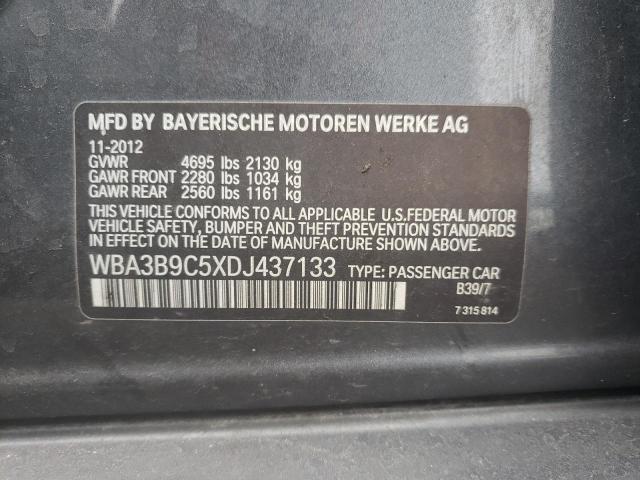 MFD BY BAYERISCHE MOTOREN WERKE AG
11-2012
GVWR 4695 lbs 2130 kg
GAWR FRONT 2280 lbs 1034 kg
GAWR REAR 2560 lbs 1161 kg
THIS VEHICLE CONFORMS TO ALL APPLICABLE U.S.FEDERAL MOTOR
VEHICLE SAFETY, BUMPER AND THEFT PREVENTION STANDARDS
IN EFFECT ON THE DATE OF MANUFACTURE SHOWN ABOVE.
WBA3B9C5XDJ437133 TYPE: PASSENGER CAR
B39/7
7 315 814